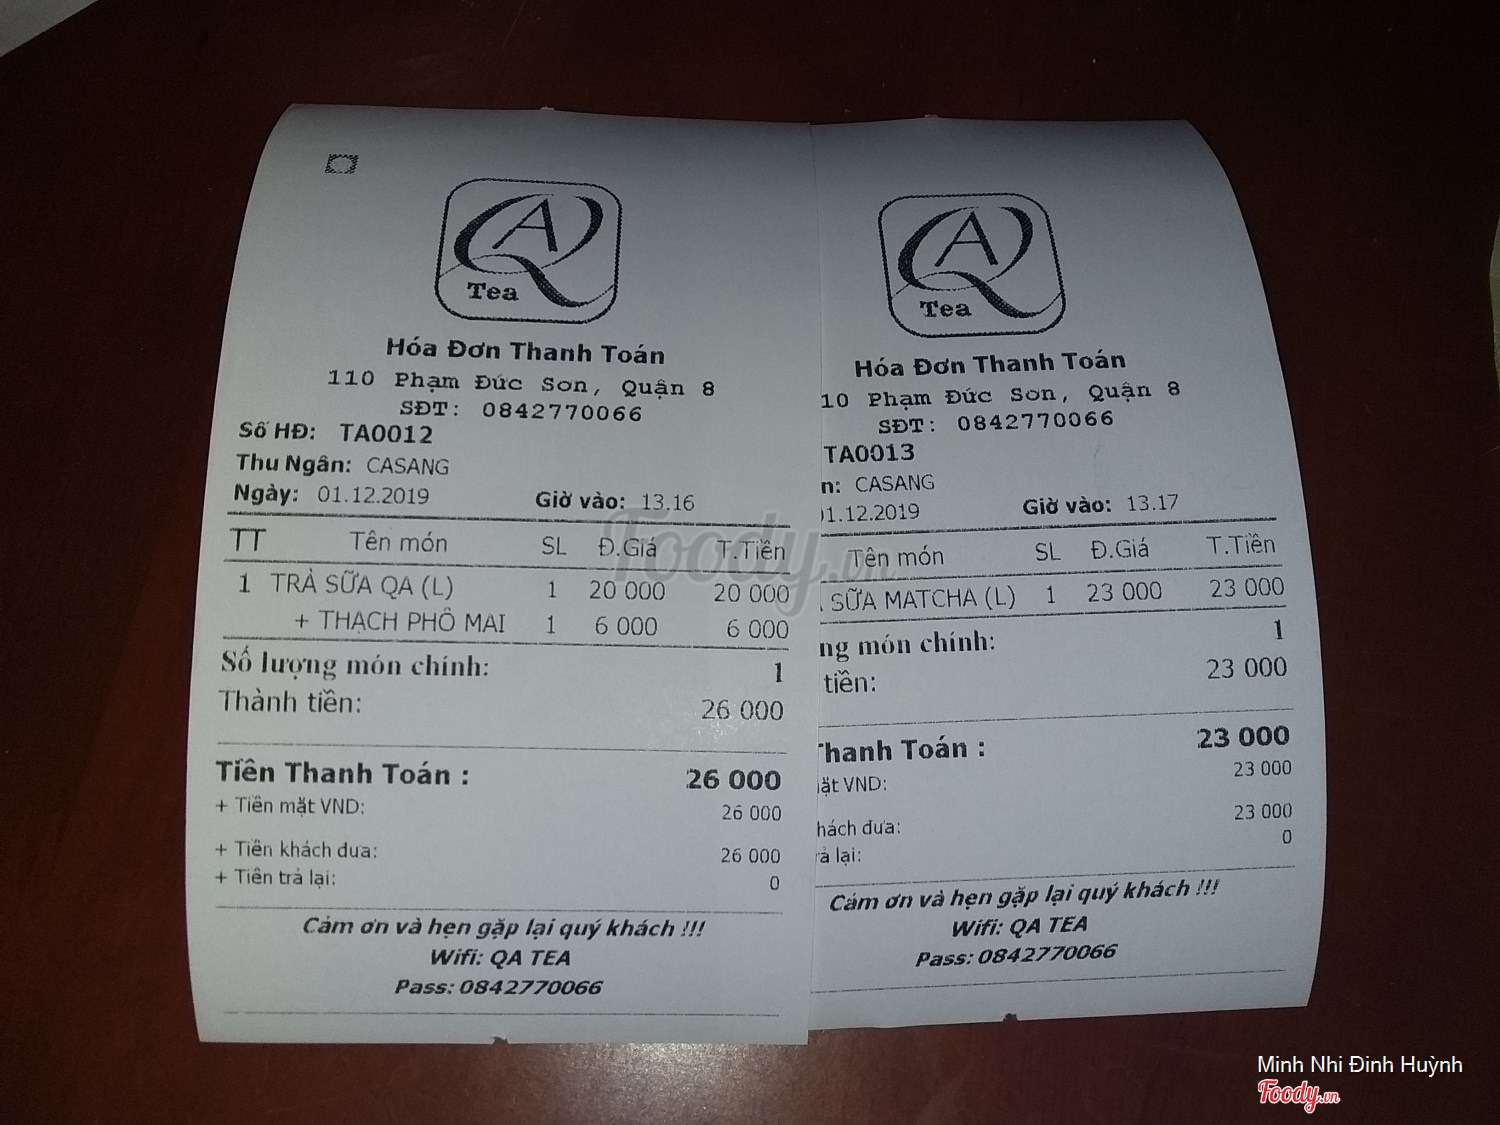 QA
Tea
Hóa Đơn Thanh Toán
110 Phạm Đức Sơn, Quận 8
SĐT: 0842770066
Số HĐ: TA0012
Thu Ngân: CASANG
Ngày: 01.12.2019 Giờ vào: 13.16
TT Tên món SL Đ.Giá T.Tiền
1 TRÀ SỮA QA (L) 1 20 000 20 000
+ THẠCH PHÔ MAI 1 6 000 6 000
Số lượng món chính: 1
Thành tiền: 26 000
Tiền Thanh Toán : 26 000
+ Tiền mặt VND: 26 000
+ Tiền khách đưa: 26 000
+ Tiền trả lại: 0
Cảm ơn và hẹn gặp lại quý khách !!!
Wifi: QA TEA
Pass: 0842770066
QA
Tea
Hóa Đơn Thanh Toán
10 Phạm Đức Sơn, Quận 8
SĐT: 0842770066
TA0013
n: CASANG
01.12.2019 Giờ vào: 13.17
Tên món SL Đ.Giá T.Tiền
SỮA MATCHA (L) 1 23 000 23 000
ng món chính: 1
tiền: 23 000
Thanh Toán : 23 000
ặt VND: 23 000
hách đưa: 23 000
rả lại: 0
Cảm ơn và hẹn gặp lại quý khách !!!
Wifi: QA TEA
Pass: 0842770066
Foody.vn
Minh Nhi Đinh Huỳnh
Foody.vn